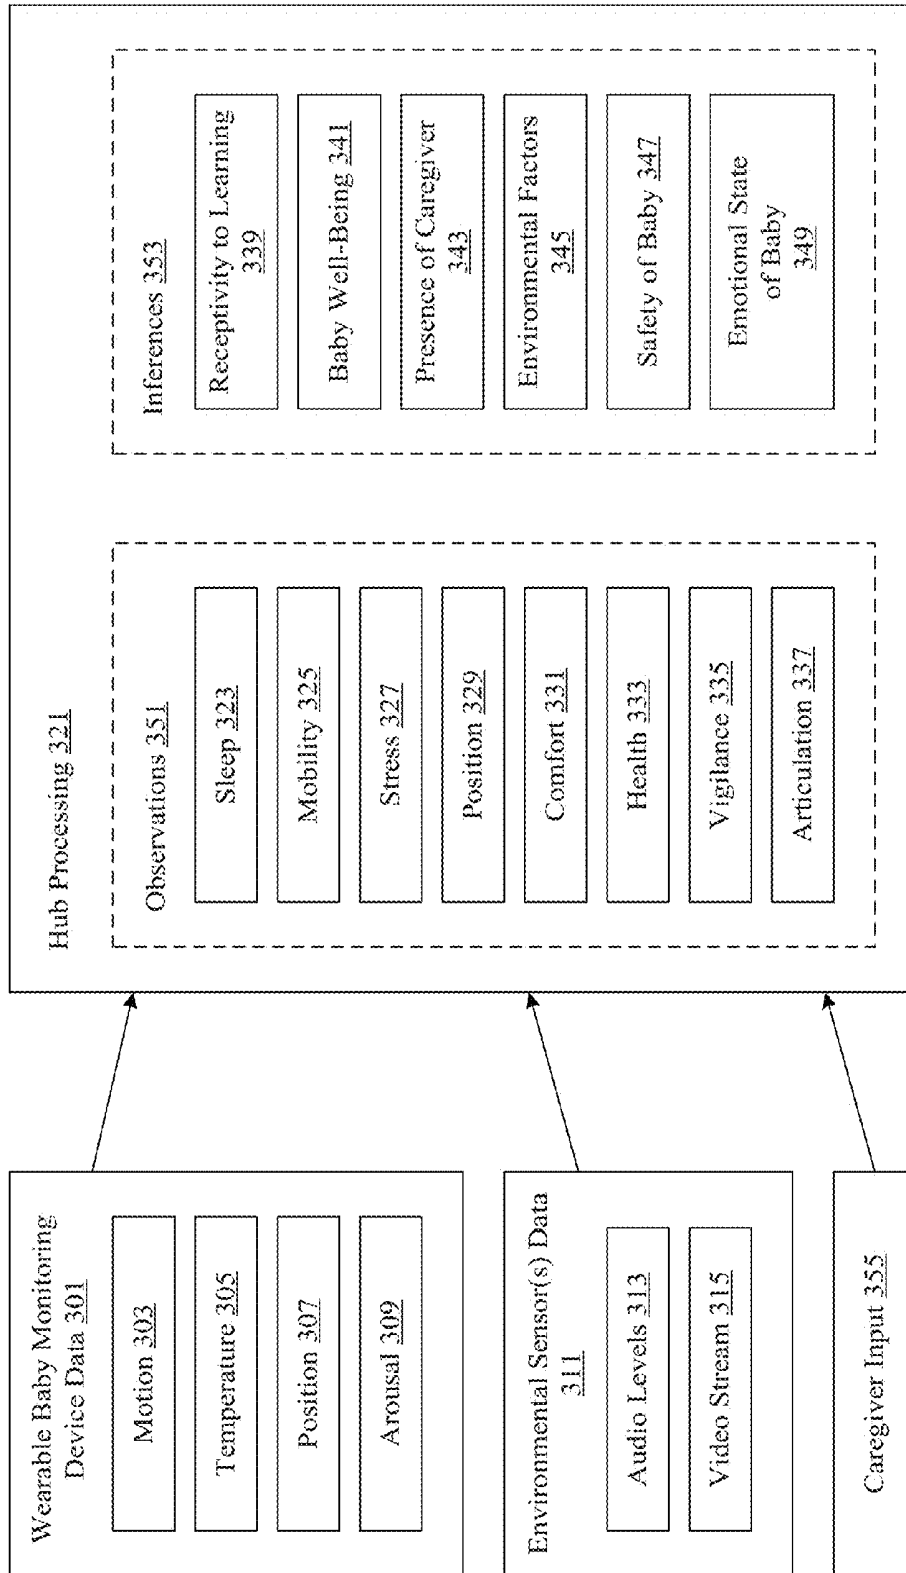 Wearable Baby Monitoring
Device Data 301
Motion 303
Temperature 305
Position 307
Arousal 309
Environmental Sensor(s) Data
311
Audio Levels 313
Video Stream 315
Caregiver Input 355
Hub Processing 321
Observations 351
Sleep 323
Mobility 325
Stress 327
Position 329
Comfort 331
Health 333
Vigilance 335
Articulation 337
Inferences 353
Receptivity to Learning
339
Baby Well-Being 341
Presence of Caregiver
343
Environmental Factors
345
Safety of Baby 347
Emotional State
of Baby
349